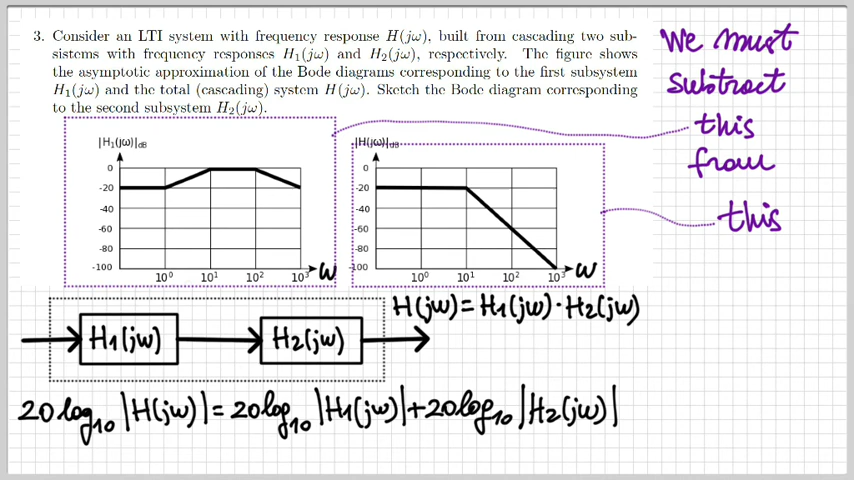 3. Consider an LTI system with frequency response H(jω), built from cascading two sub-
sistems with frequency responses H1(jω) and H2(jω), respectively. The figure shows
the asymptotic approximation of the Bode diagrams corresponding to the first subsystem
H1(jω) and the total (cascading) system H(jω). Sketch the Bode diagram corresponding
to the second subsystem H2(jω).
We must
subtract
this
from
this
|H1(jω)|dB
0
-20
-40
-60
-80
-100
10^0 10^1 10^2 10^3 ω
|H(jω)|dB
0
-20
-40
-60
-80
-100
10^0 10^1 10^2 10^3 ω
H(jω)=H1(jω)·H2(jω)
H1(jω) H2(jω)
20log10|H(jω)|=20log10|H1(jω)|+20log10|H2(jω)|